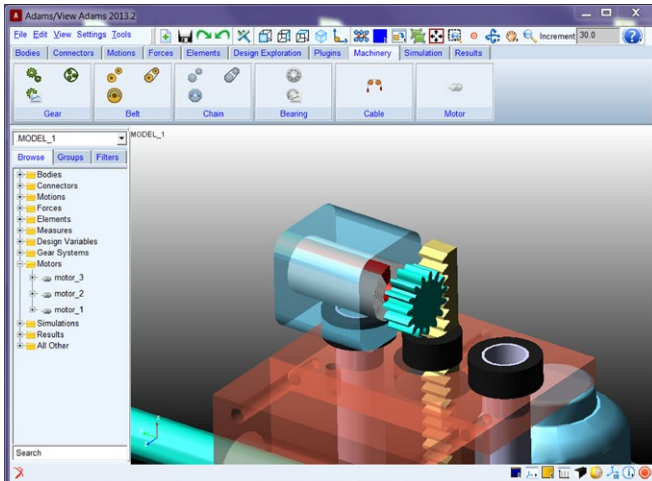 Adams/View Adams 2013.2
File Edit View Settings Tools
Increment 30.0
Bodies Connectors Motions Forces Elements Design Exploration Plugins Machinery Simulation Results
Gear Belt Chain Bearing Cable Motor
MODEL_1
MODEL_1
Browse Groups Filters
Bodies
Connectors
Motions
Forces
Elements
Measures
Design Variables
Gear Systems
Motors
motor_3
motor_2
motor_1
Simulations
Results
All Other
Search